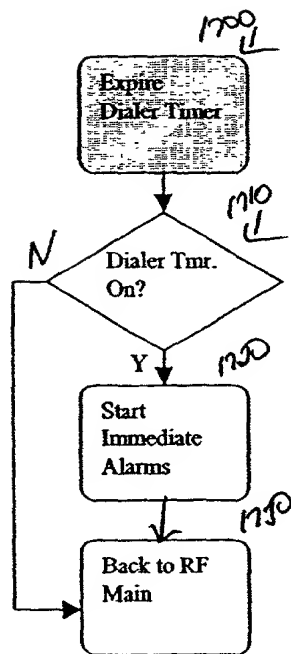 1700
Expire
Dialer Timer
1710
N
Dialer Tmr.
On?
Y
1720
Start
Immediate
Alarms
1730
Back to RF
Main